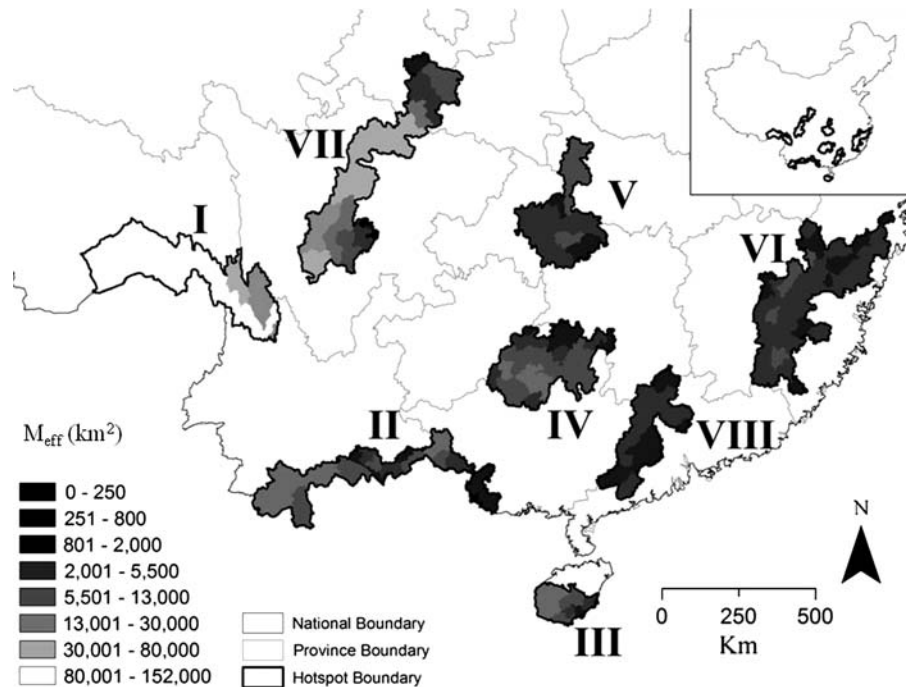 VII
I
V
VI
II
IV
VIII
III
M_eff (km²)
0 - 250
251 - 800
801 - 2,000
2,001 - 5,500
5,501 - 13,000
13,001 - 30,000
30,001 - 80,000
80,001 - 152,000
National Boundary
Province Boundary
Hotspot Boundary
N
0 250 500
Km